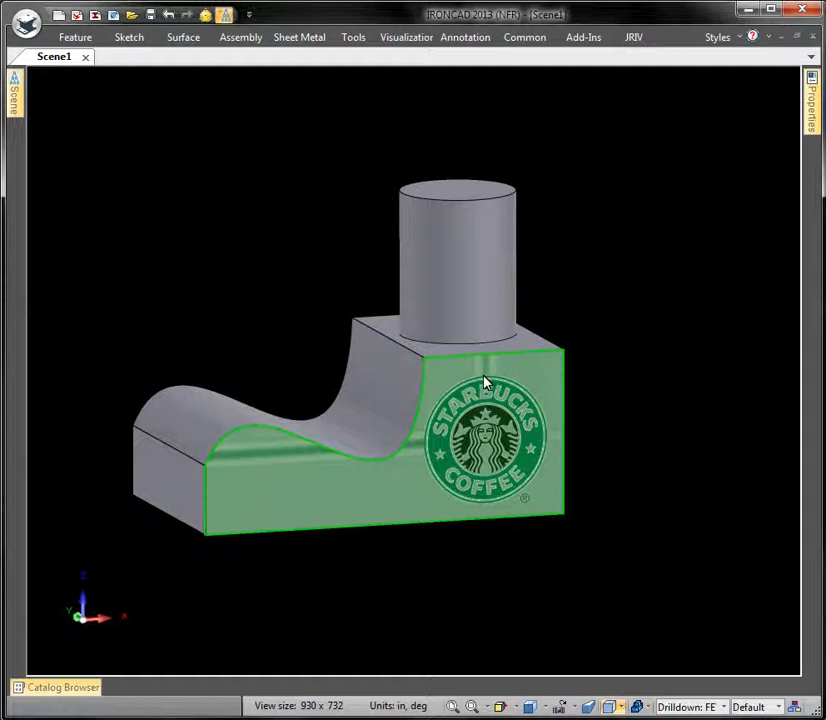 IRONCAD 2013 (NFR) - [Scene1]
Feature Sketch Surface Assembly Sheet Metal Tools Visualization Annotation Common Add-Ins JRIV Styles
Scene1
Scene
Properties
STARBUCKS
COFFEE
®
Z
Y
X
Catalog Browser
View size: 930 x 732 Units: in, deg Drilldown: FE Default